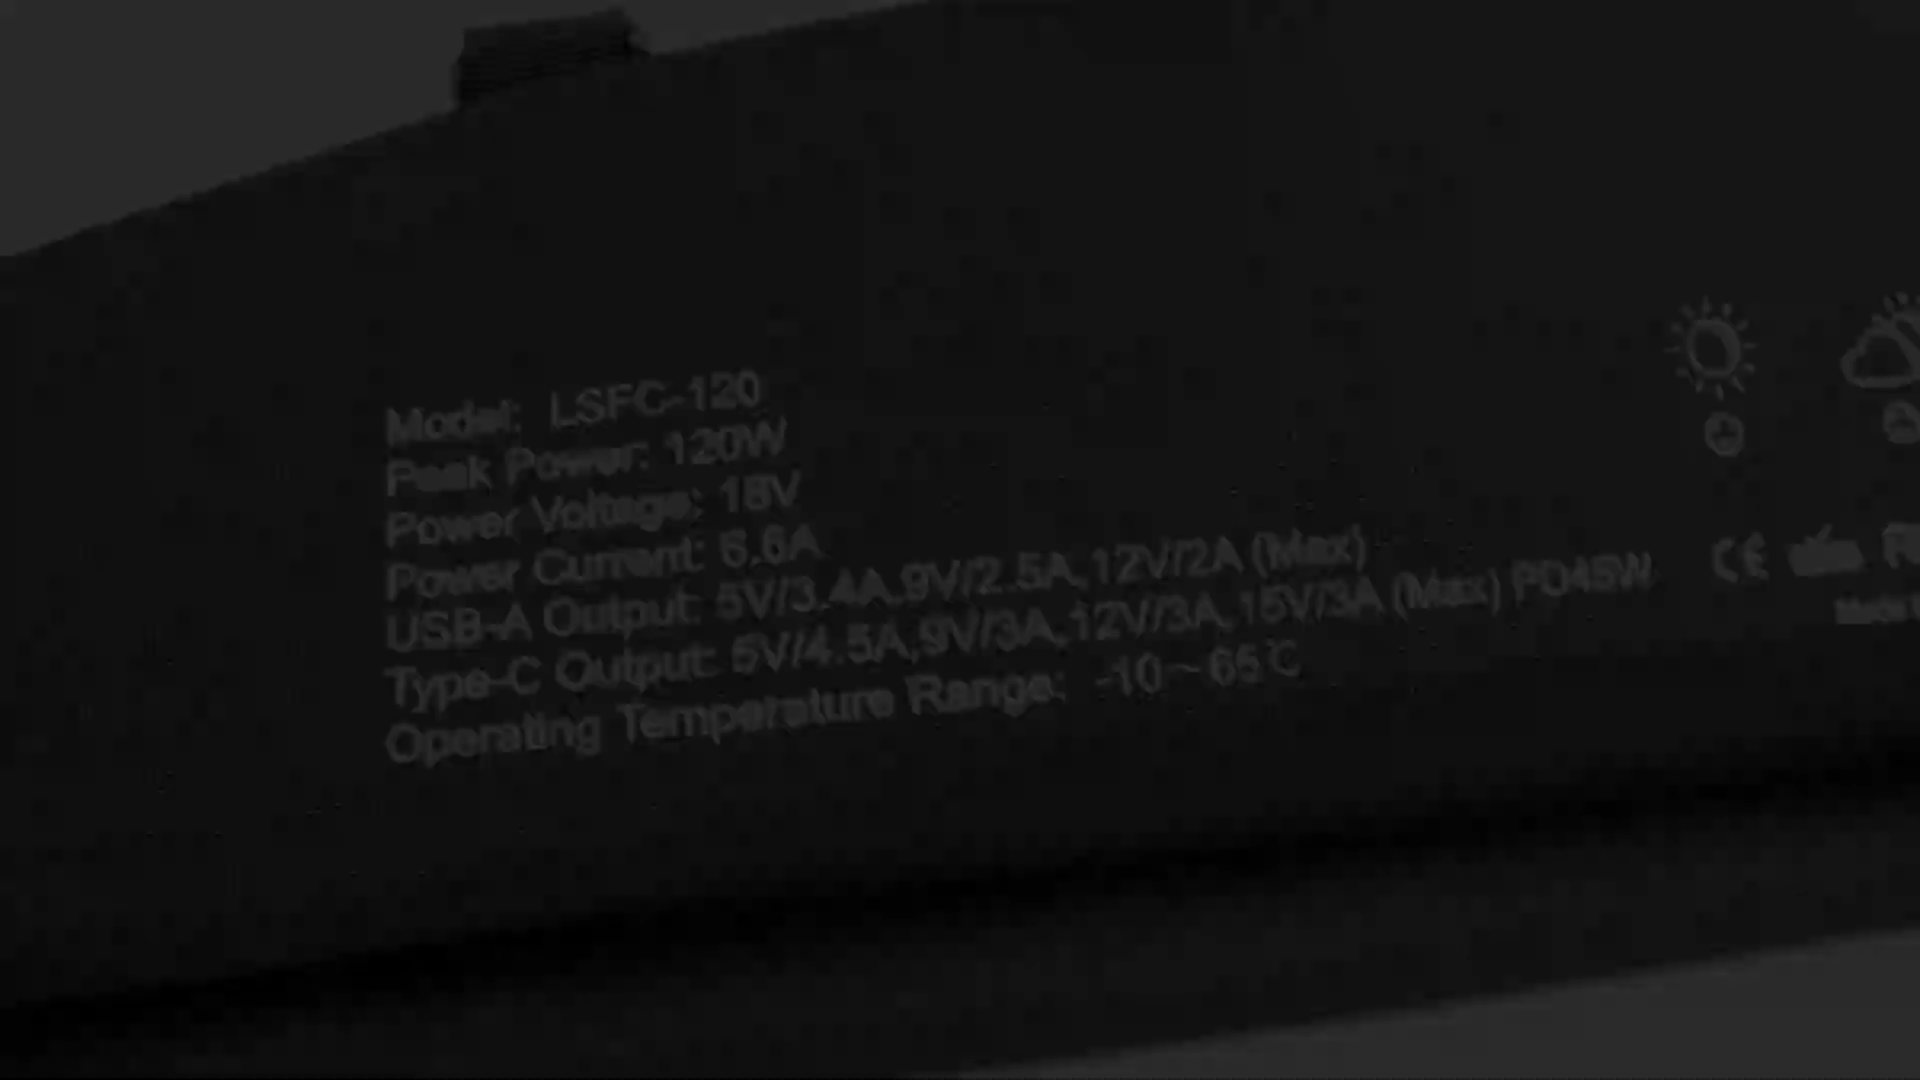 Model: LSFC-120
Peak Power: 120W
Power Voltage: 18V
Power Current: 6.6A
USB-A Output: 5V/3.4A,9V/2.5A,12V/2A (Max)
Type-C Output: 5V/4.5A,9V/3A,12V/3A,15V/3A (Max) PD45W
Operating Temperature Range: -10~65℃
CE
Made